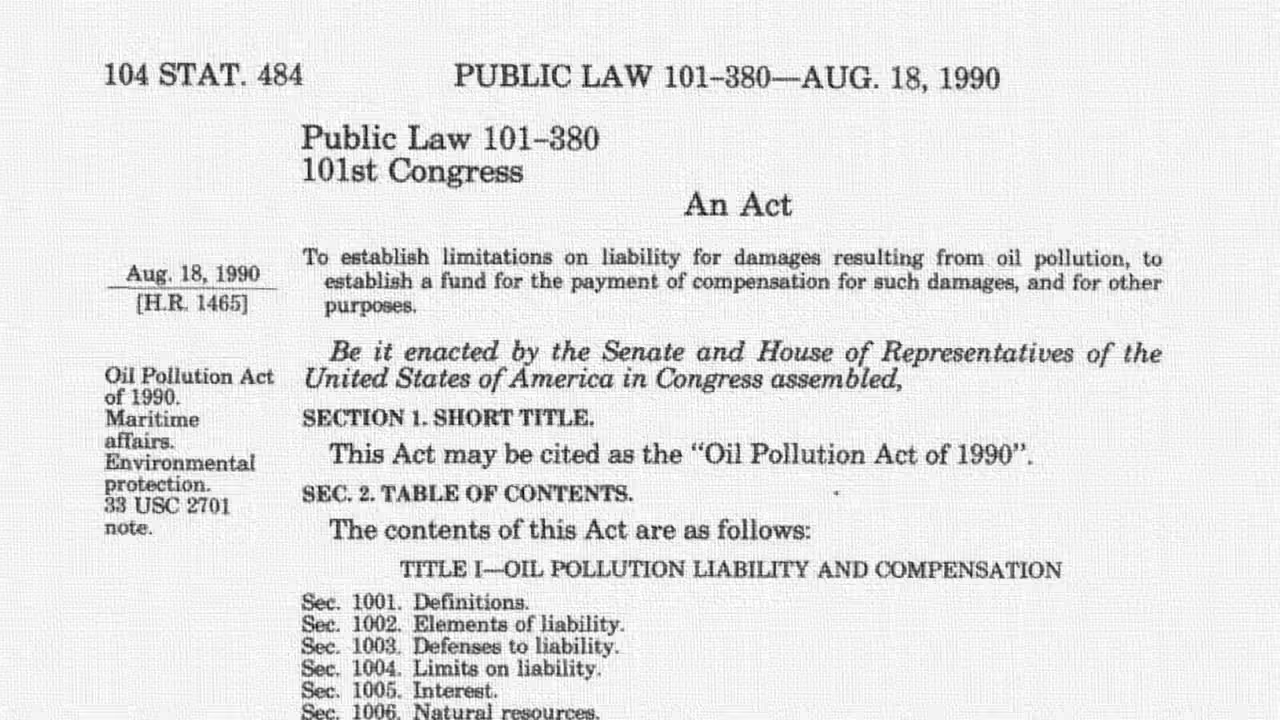 104 STAT. 484 PUBLIC LAW 101–380—AUG. 18, 1990
Public Law 101–380
101st Congress
An Act
Aug. 18, 1990
[H.R. 1465]
To establish limitations on liability for damages resulting from oil pollution, to
establish a fund for the payment of compensation for such damages, and for other
purposes.
Be it enacted by the Senate and House of Representatives of the
United States of America in Congress assembled,
Oil Pollution Act
of 1990.
Maritime
affairs.
Environmental
protection.
33 USC 2701
note.
SECTION 1. SHORT TITLE.
This Act may be cited as the “Oil Pollution Act of 1990”.
SEC. 2. TABLE OF CONTENTS.
The contents of this Act are as follows:
TITLE I—OIL POLLUTION LIABILITY AND COMPENSATION
Sec. 1001. Definitions.
Sec. 1002. Elements of liability.
Sec. 1003. Defenses to liability.
Sec. 1004. Limits on liability.
Sec. 1005. Interest.
Sec. 1006. Natural resources.